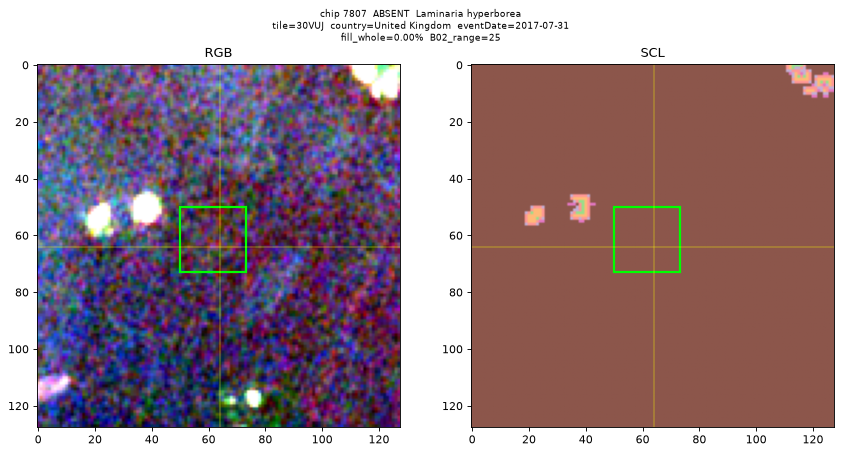 chip 7807  ABSENT  Laminaria hyperborea
tile=30VUJ  country=United Kingdom  eventDate=2017-07-31
fill_whole=0.00%  B02_range=25
RGB
SCL
0
20
40
60
80
100
120
0 20 40 60 80 100 120
0
20
40
60
80
100
120
0 20 40 60 80 100 120